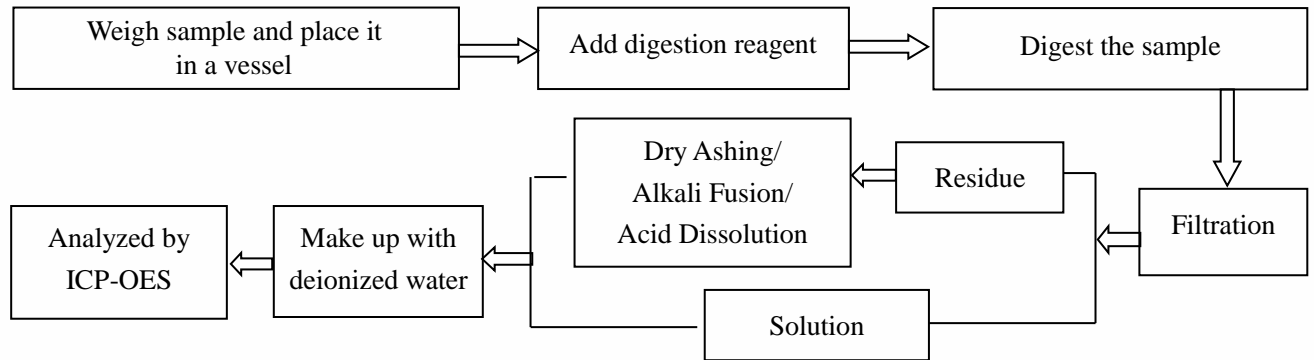 Weigh sample and place it
in a vessel
Add digestion reagent
Digest the sample
Filtration
Residue
Dry Ashing/
Alkali Fusion/
Acid Dissolution
Solution
Make up with
deionized water
Analyzed by
ICP-OES